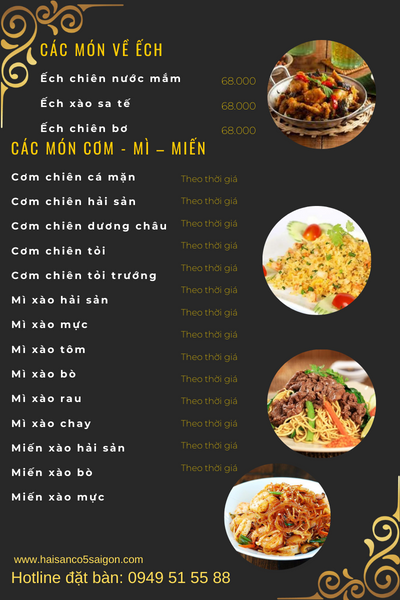 CÁC MÓN VỀ ẾCH
Ếch chiên nước mắm 68.000
Ếch xào sa tế 68.000
Ếch chiên bơ 68.000
CÁC MÓN CƠM - MÌ – MIẾN
Cơm chiên cá mặn Theo thời giá
Cơm chiên hải sản Theo thời giá
Cơm chiên dương châu Theo thời giá
Cơm chiên tỏi Theo thời giá
Cơm chiên tỏi trướng Theo thời giá
Mì xào hải sản Theo thời giá
Mì xào mực Theo thời giá
Mì xào tôm Theo thời giá
Mì xào bò Theo thời giá
Mì xào rau Theo thời giá
Mì xào chay Theo thời giá
Miến xào hải sản Theo thời giá
Miến xào bò Theo thời giá
Miến xào mực Theo thời giá
www.haisanco5saigon.com
Hotline đặt bàn: 0949 51 55 88